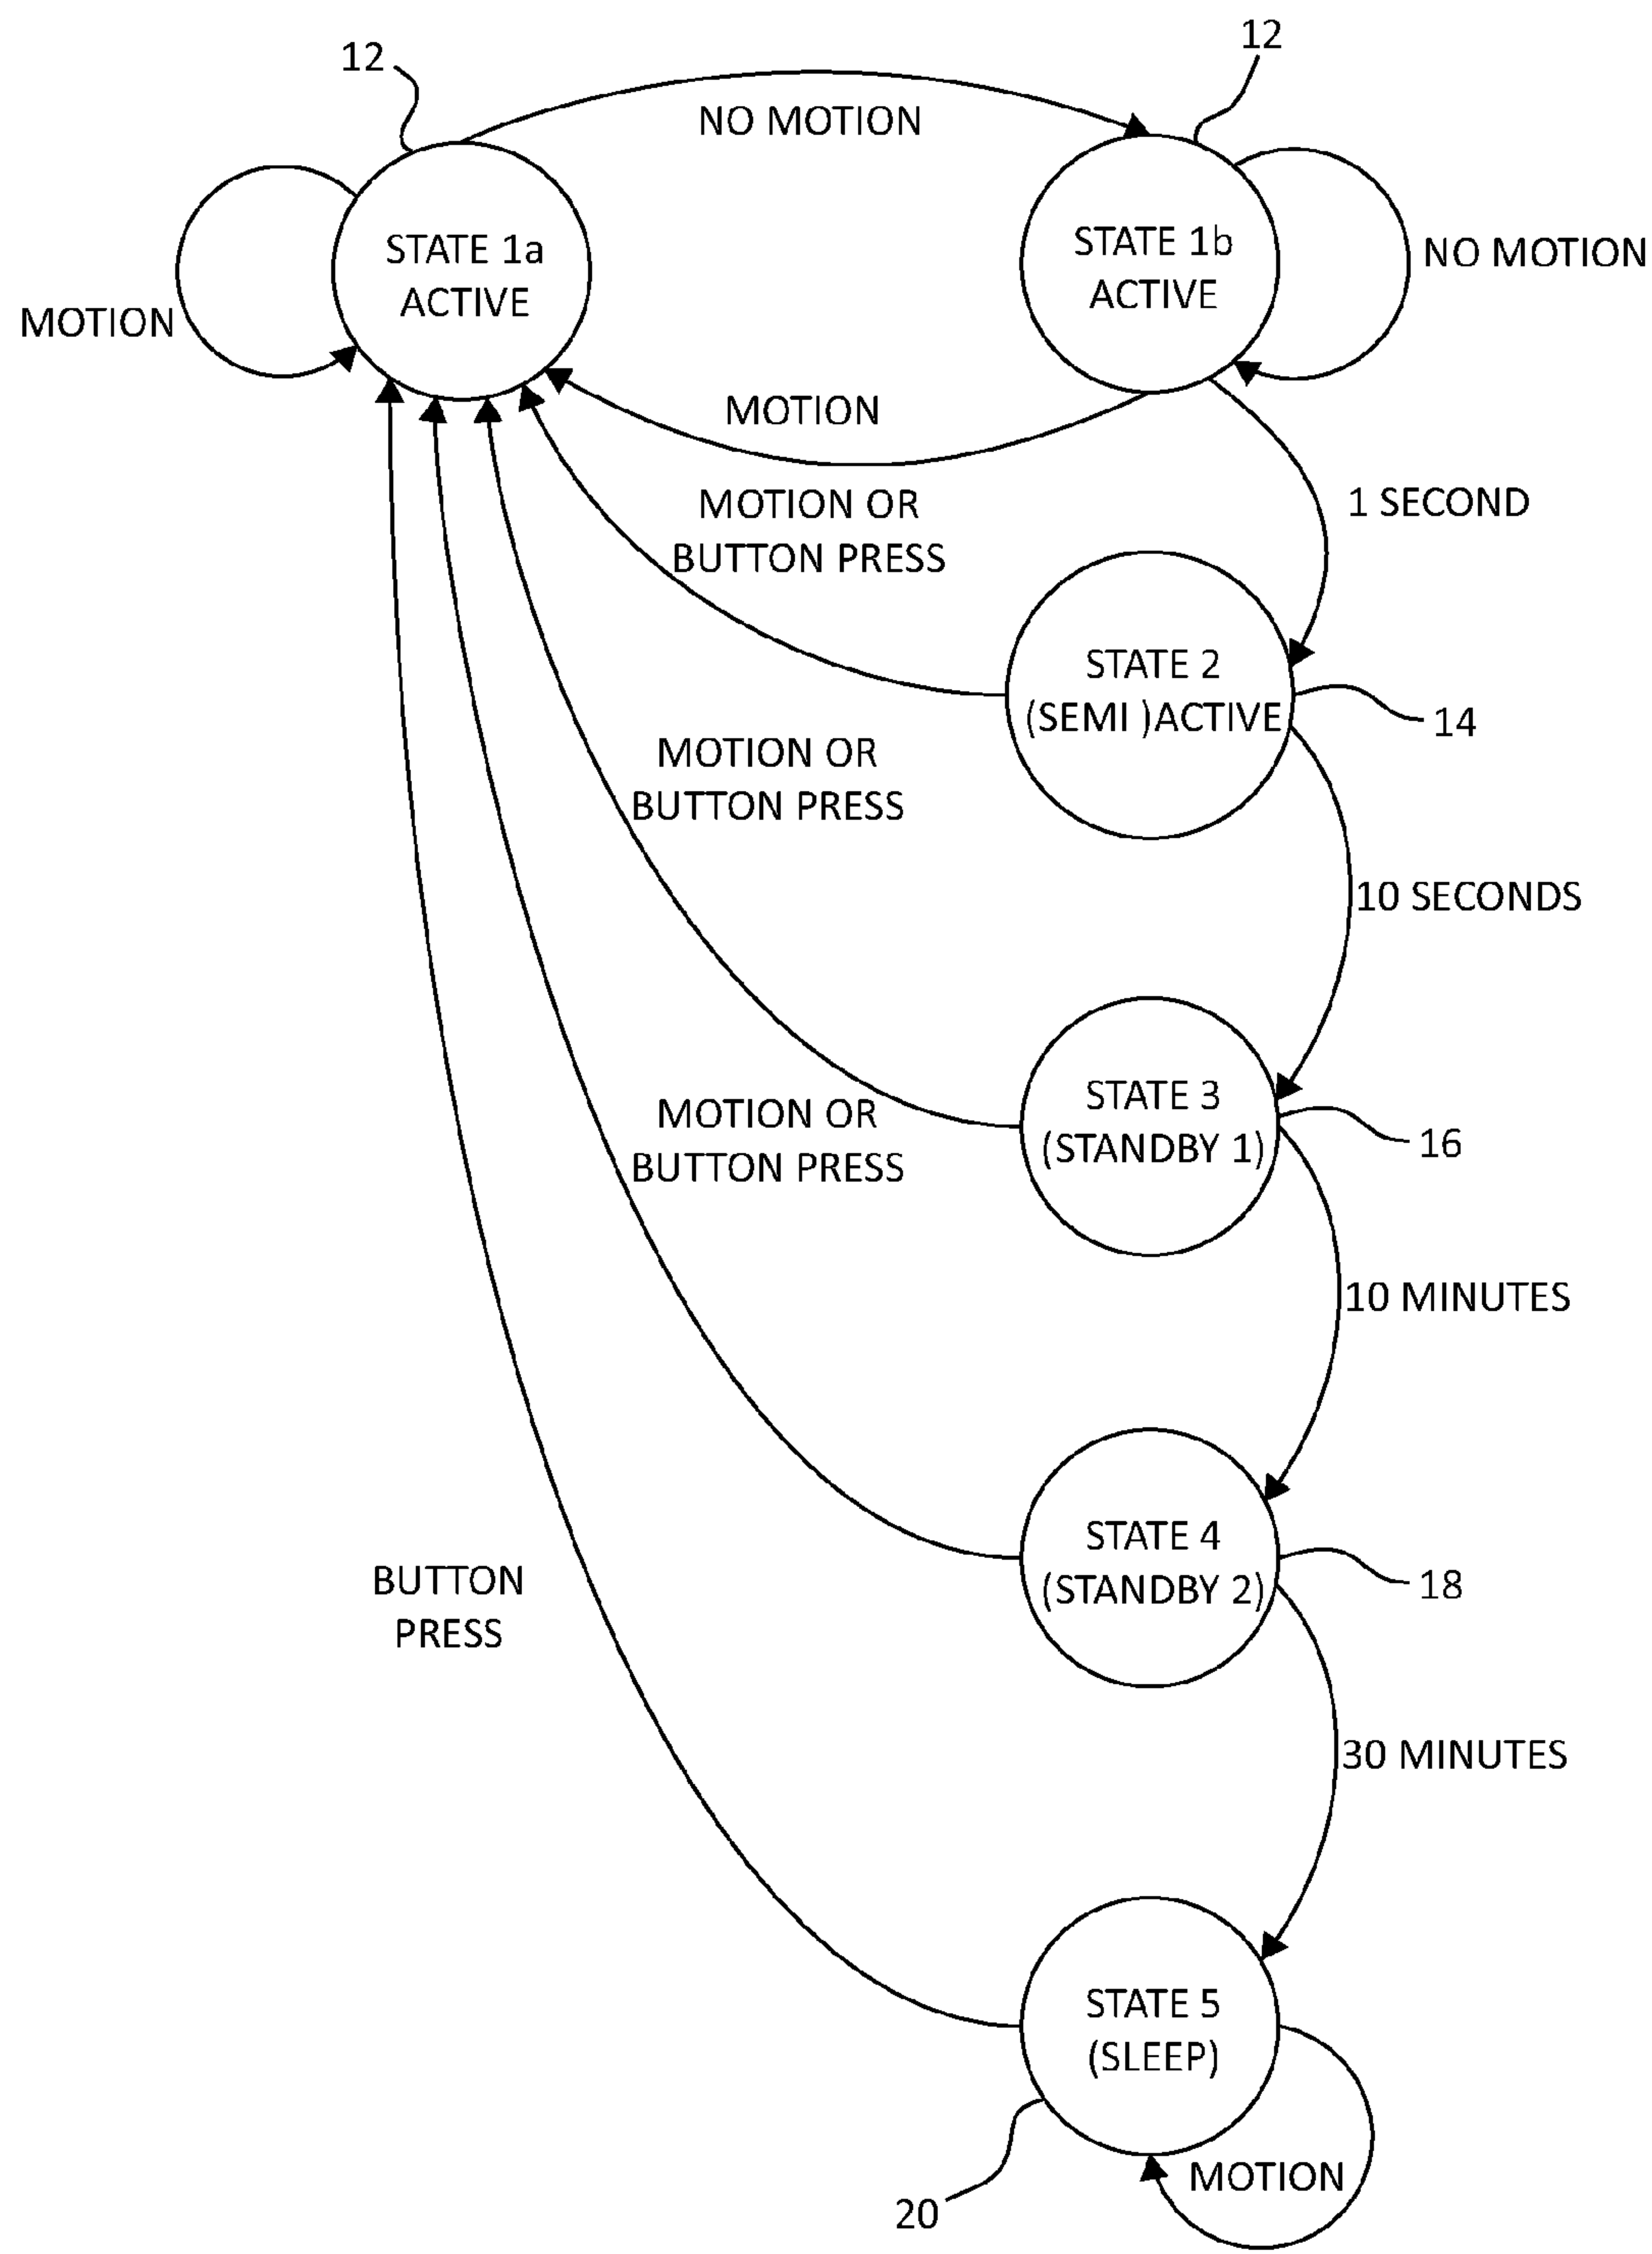 12
12
NO MOTION
STATE 1a
ACTIVE
STATE 1b
ACTIVE
NO MOTION
MOTION
MOTION
MOTION OR
BUTTON PRESS
1 SECOND
STATE 2
(SEMI )ACTIVE
14
MOTION OR
BUTTON PRESS
10 SECONDS
STATE 3
(STANDBY 1)
16
MOTION OR
BUTTON PRESS
10 MINUTES
STATE 4
(STANDBY 2)
18
BUTTON
PRESS
30 MINUTES
STATE 5
(SLEEP)
MOTION
20